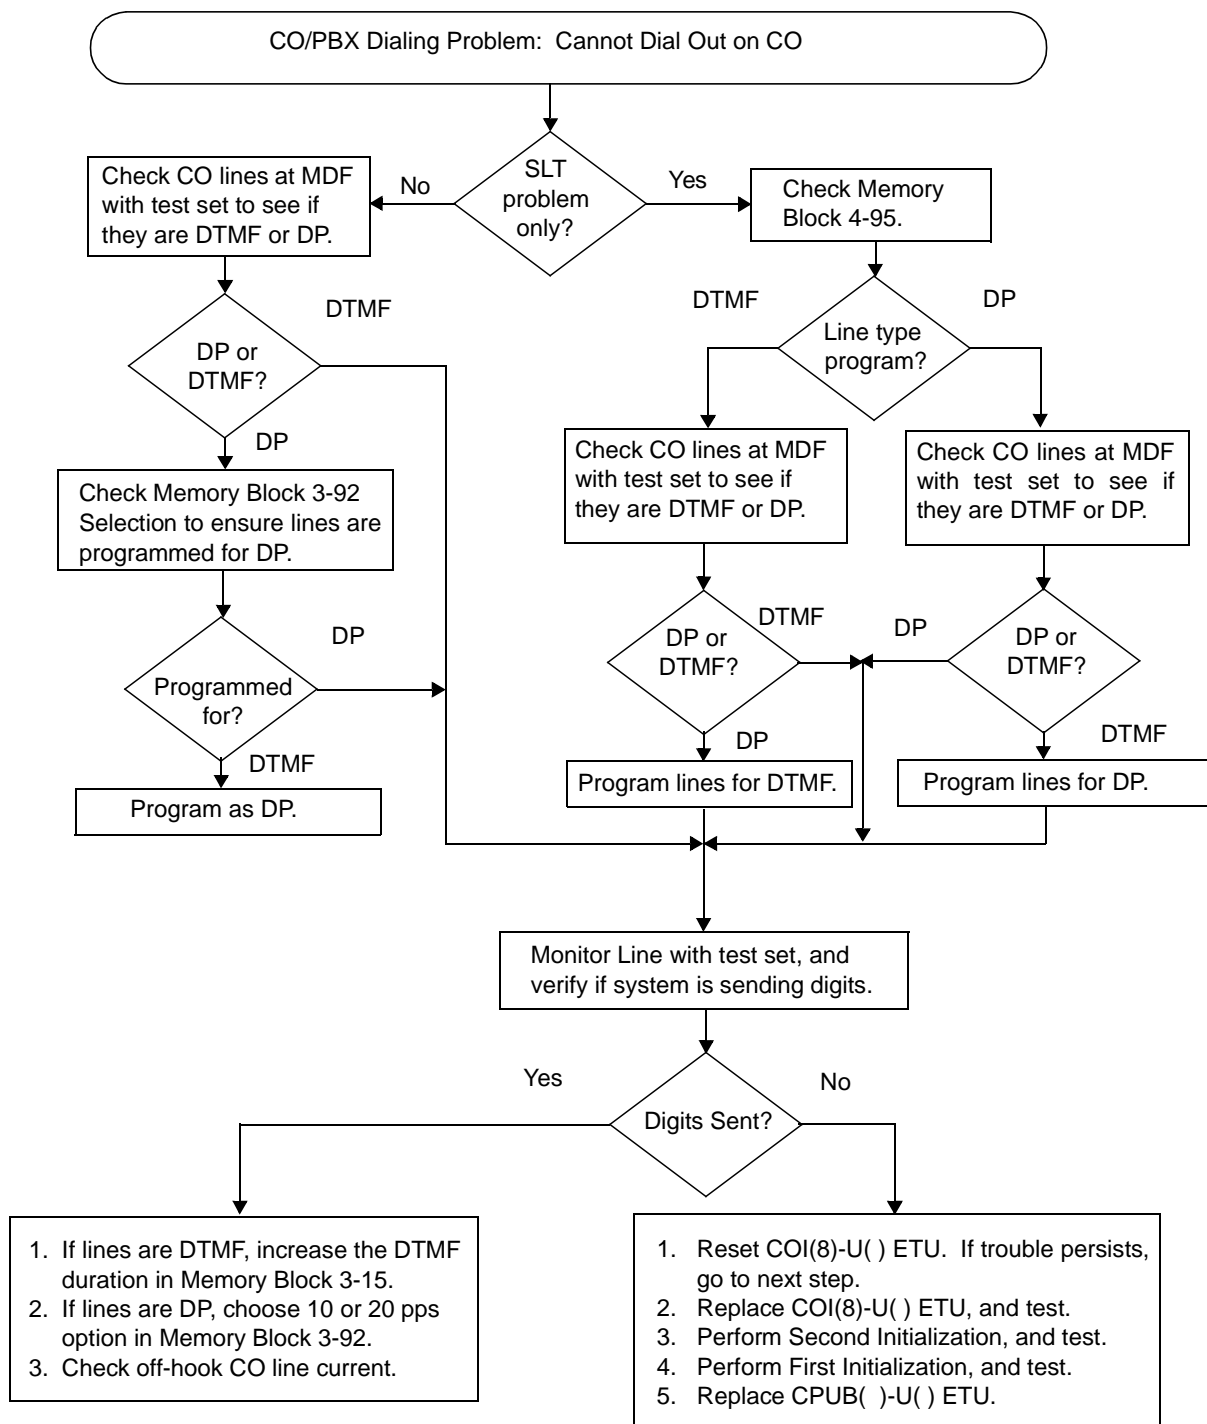 CO/PBX Dialing Problem: Cannot Dial Out on CO
SLT
problem
only?
No
Yes
Check CO lines at MDF
with test set to see if
they are DTMF or DP.
Check Memory
Block 4-95.
DP or
DTMF?
DTMF
DP
Line type
program?
DTMF
DP
Check Memory Block 3-92
Selection to ensure lines are
programmed for DP.
Check CO lines at MDF
with test set to see if
they are DTMF or DP.
Check CO lines at MDF
with test set to see if
they are DTMF or DP.
Programmed
for?
DP
DTMF
Program as DP.
DP or
DTMF?
DTMF
DP
DP or
DTMF?
DP
DTMF
Program lines for DTMF.
Program lines for DP.
Monitor Line with test set, and
verify if system is sending digits.
Digits Sent?
Yes
No
1. If lines are DTMF, increase the DTMF
duration in Memory Block 3-15.
2. If lines are DP, choose 10 or 20 pps
option in Memory Block 3-92.
3. Check off-hook CO line current.
1. Reset COI(8)-U( ) ETU. If trouble persists,
go to next step.
2. Replace COI(8)-U( ) ETU, and test.
3. Perform Second Initialization, and test.
4. Perform First Initialization, and test.
5. Replace CPUB( )-U( ) ETU.